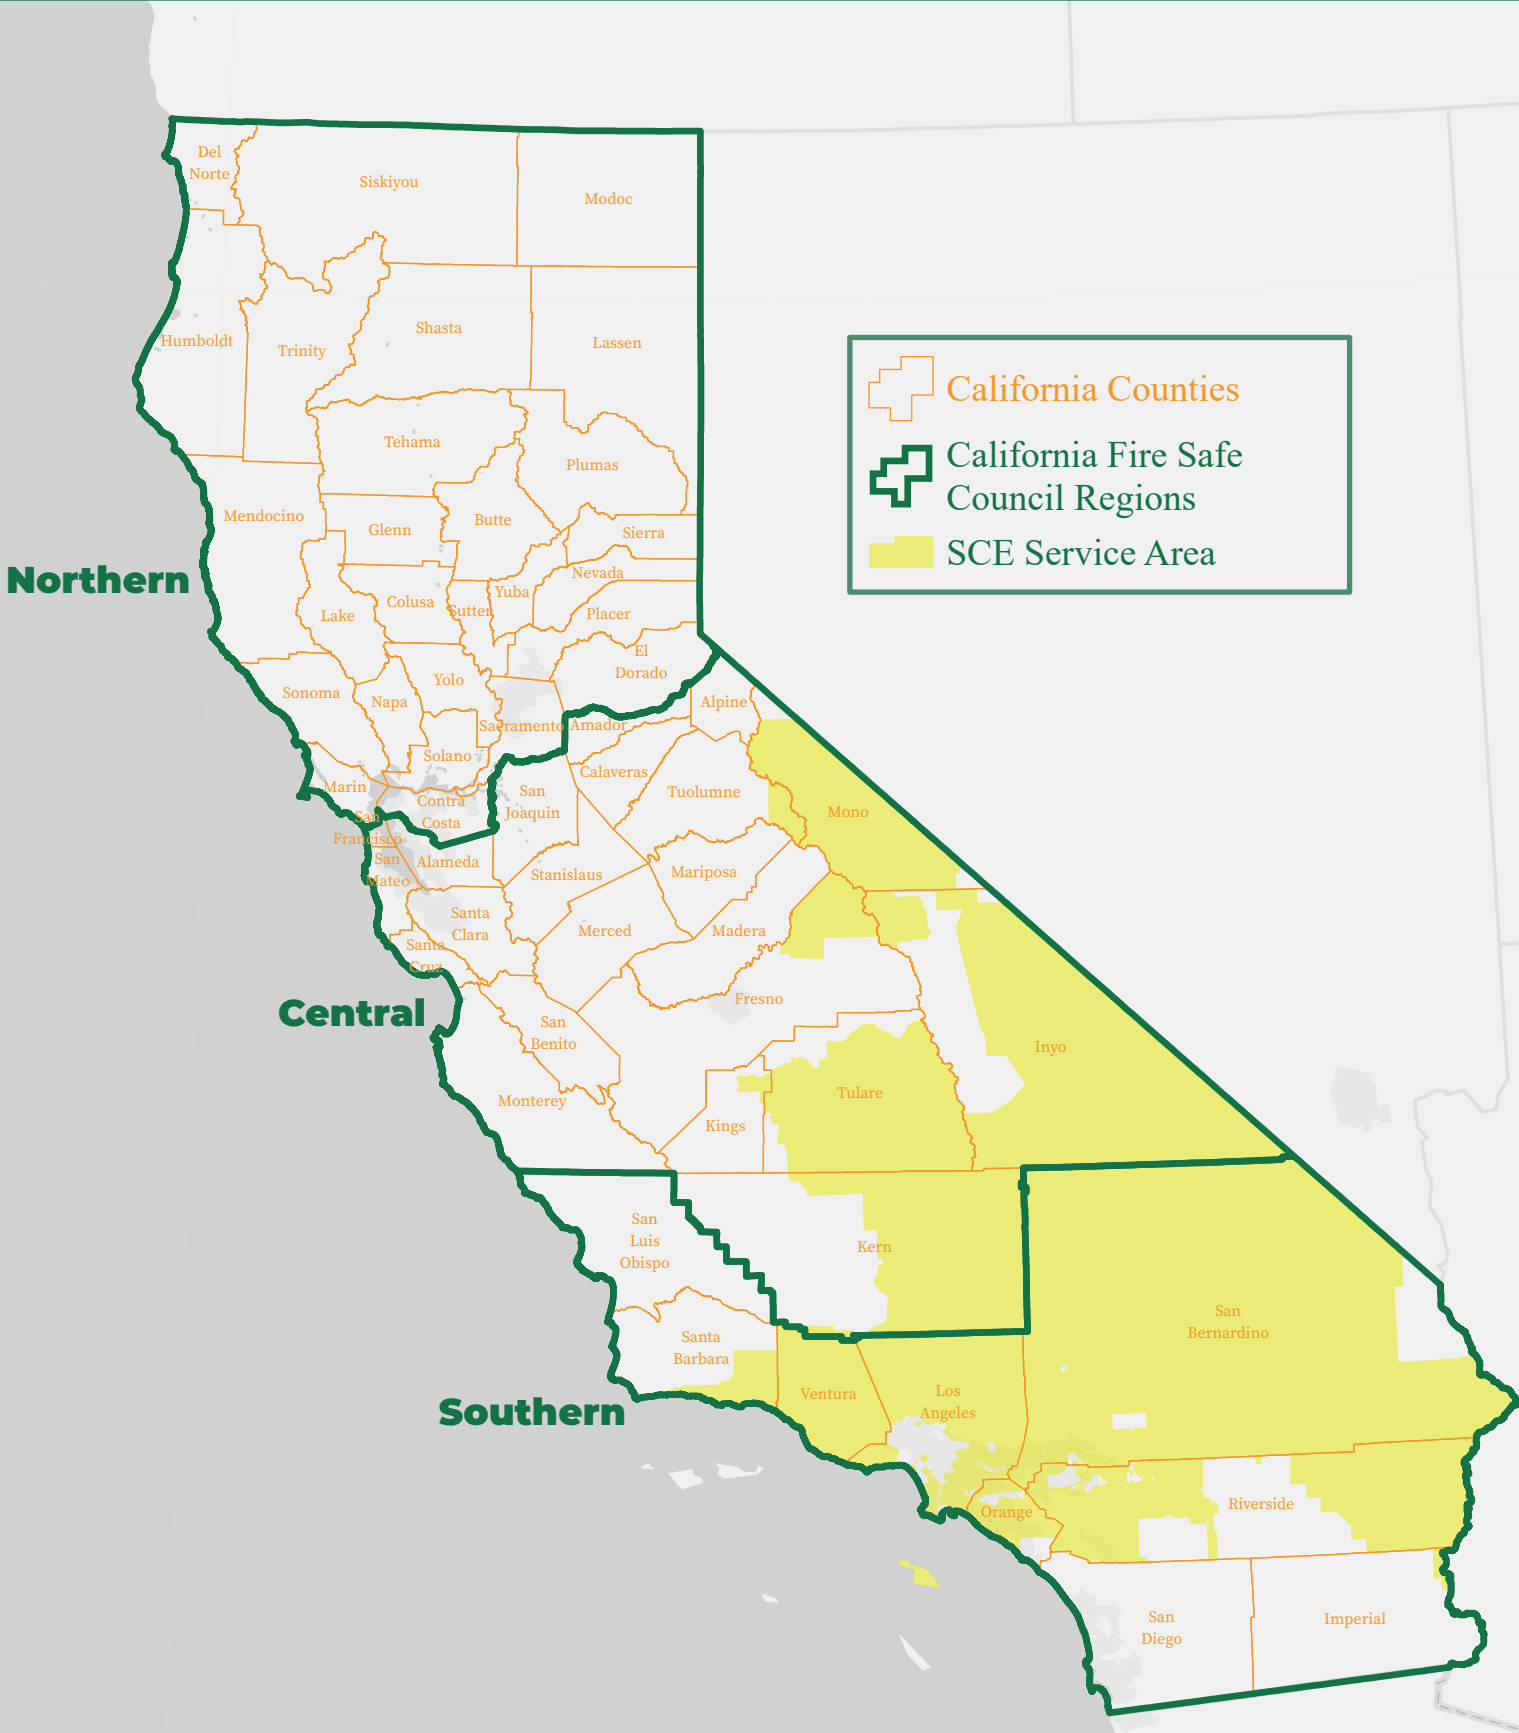 Del
Norte
Siskiyou
Modoc
Humboldt
Trinity
Shasta
Lassen
California Counties
California Fire Safe
Council Regions
SCE Service Area
Tehama
Plumas
Mendocino
Glenn
Butte
Sierra
Northern
Nevada
Lake
Colusa
Sutter
Yuba
Placer
El
Dorado
Sonoma
Napa
Yolo
Sacramento
Amador
Alpine
Solano
Marin
Contra
Costa
San
Joaquin
Calaveras
Tuolumne
Mono
San
Francisco
San
Mateo
Alameda
Stanislaus
Mariposa
Santa
Clara
Merced
Madera
Santa
Cruz
Central
Fresno
San
Benito
Inyo
Monterey
Kings
Tulare
San
Luis
Obispo
Kern
San
Bernardino
Santa
Barbara
Southern
Ventura
Los
Angeles
Orange
Riverside
San
Diego
Imperial